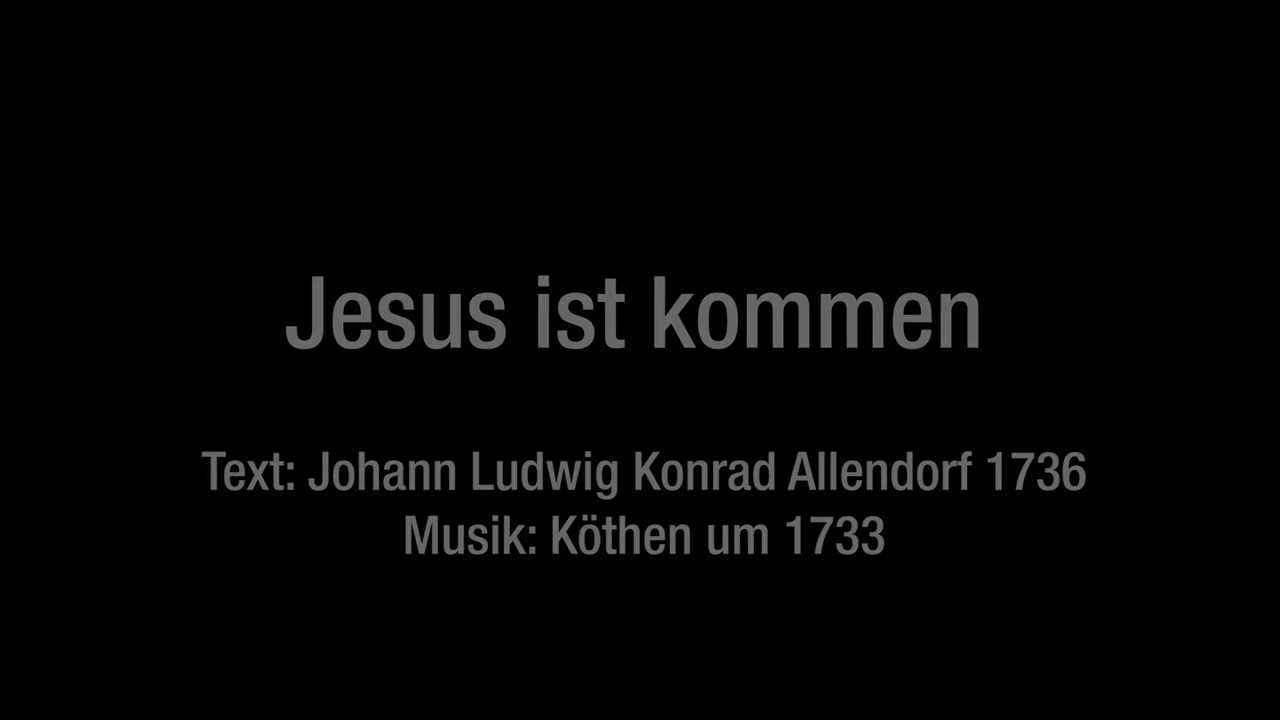 Jesus ist kommen
Text: Johann Ludwig Konrad Allendorf 1736
Musik: Köthen um 1733